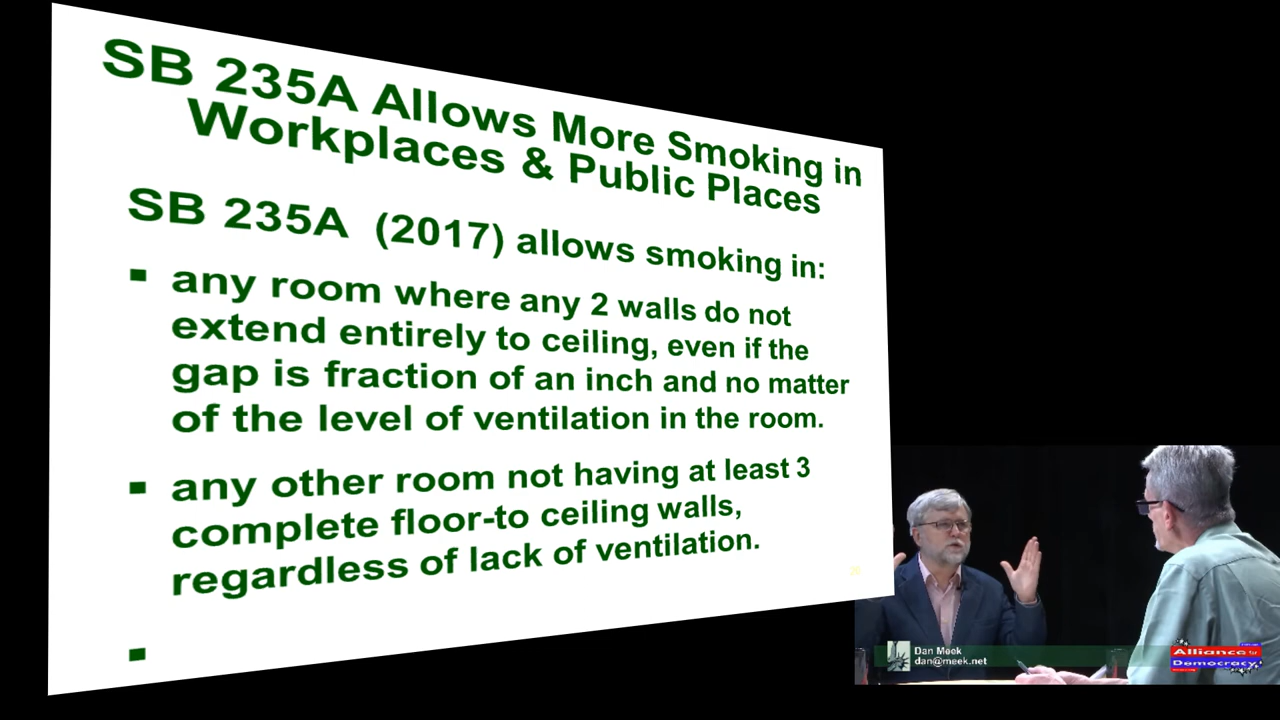 SB 235A Allows More Smoking in
Workplaces & Public Places
SB 235A (2017) allows smoking in:
▪ any room where any 2 walls do not
extend entirely to ceiling, even if the
gap is fraction of an inch and no matter
of the level of ventilation in the room.
▪ any other room not having at least 3
complete floor-to ceiling walls,
regardless of lack of ventilation.
▪
Dan Meek
dan@meek.net
Alliance for
Democracy